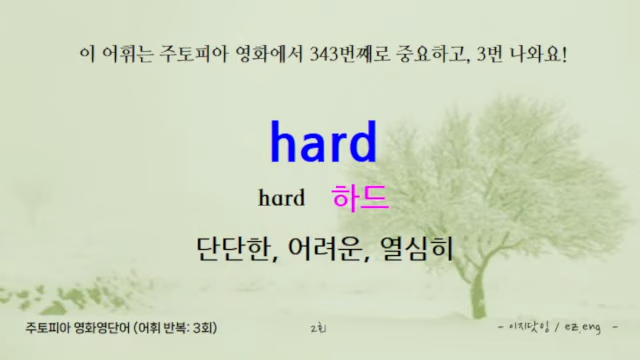 이 어휘는 주토피아 영화에서 343번째로 중요하고, 3번 나와요!
hard
hard 하드
단단한, 어려운, 열심히
주토피아 영화영단어 (어휘 반복: 3회) 2회 - 이지닷잉 / ez.eng -